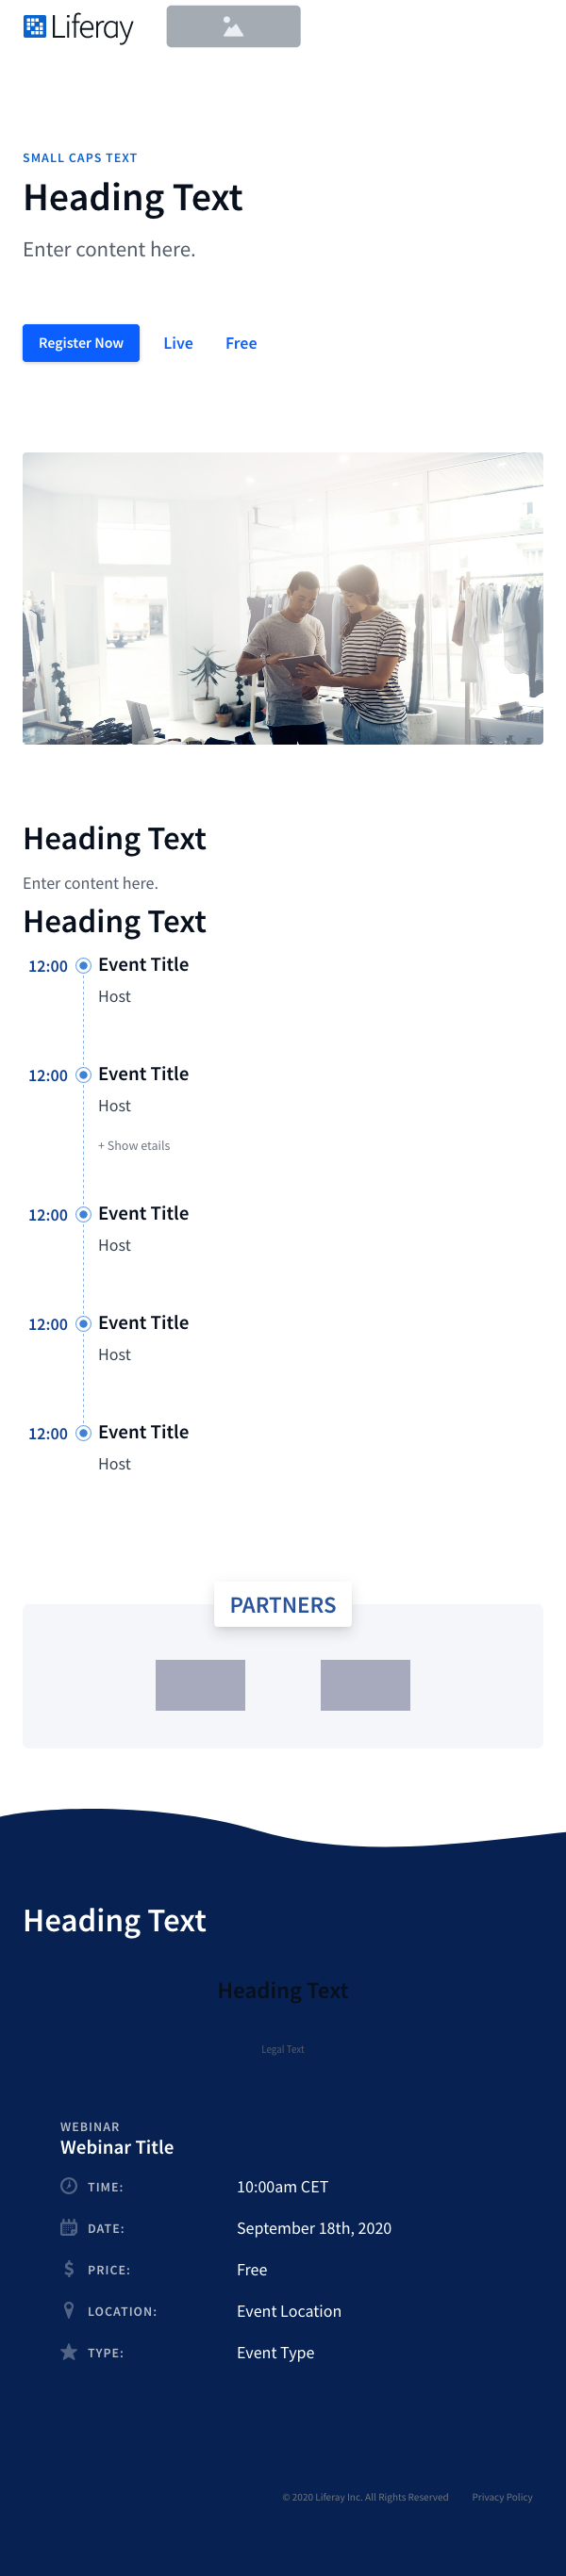 Liferay
SMALL CAPS TEXT
Heading Text
Enter content here.
Register Now Live Free
Heading Text
Enter content here.
Heading Text
12:00 Event Title
Host
12:00 Event Title
Host
+ Show etails
12:00 Event Title
Host
12:00 Event Title
Host
12:00 Event Title
Host
PARTNERS
Heading Text
Heading Text
Legal Text
WEBINAR
Webinar Title
TIME: 10:00am CET
DATE: September 18th, 2020
PRICE: Free
LOCATION: Event Location
TYPE: Event Type
© 2020 Liferay Inc. All Rights Reserved Privacy Policy